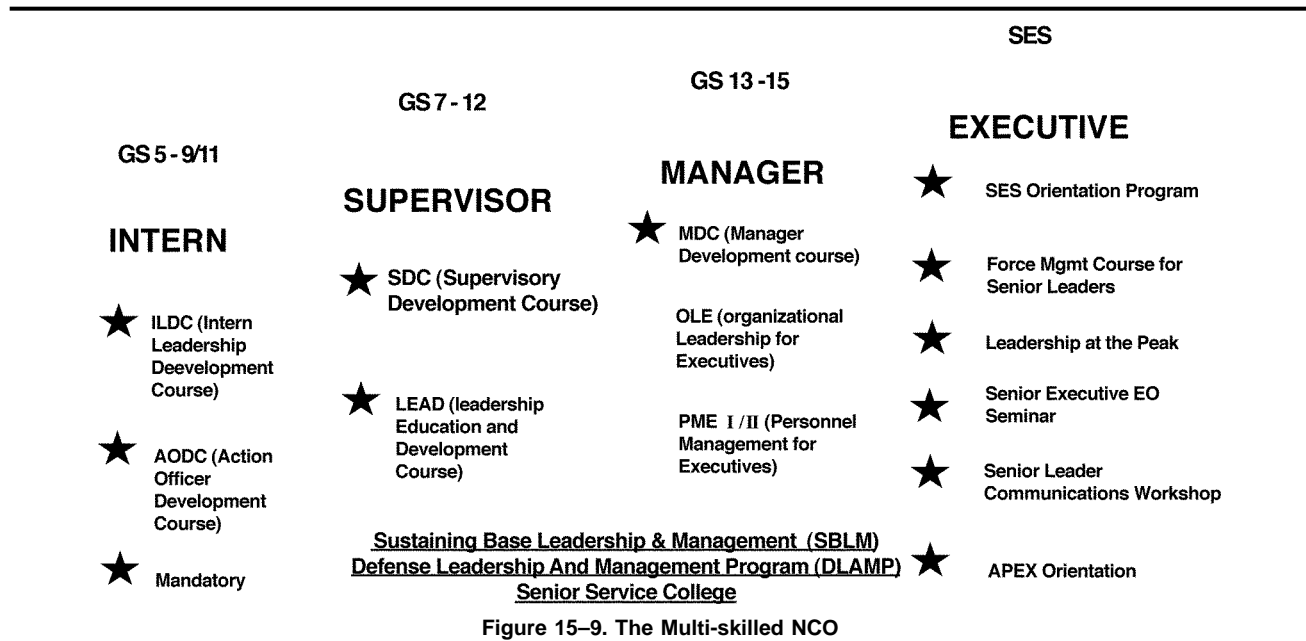 SES
GS 13 -15
GS 7 - 12
GS 5 - 9/11
INTERN
ILDC (Intern
Leadership
Deevelopment
Course)
AODC (Action
Officer
Development
Course)
Mandatory
SUPERVISOR
SDC (Supervisory
Development Course)
LEAD (leadership
Education and
Development
Course)
MANAGER
MDC (Manager
Development course)
OLE (organizational
Leadership for
Executives)
PME I / II (Personnel
Management for
Executives)
EXECUTIVE
SES Orientation Program
Force Mgmt Course for
Senior Leaders
Leadership at the Peak
Senior Executive EO
Seminar
Senior Leader
Communications Workshop
APEX Orientation
Sustaining Base Leadership & Management (SBLM)
Defense Leadership And Management Program (DLAMP)
Senior Service College
Figure 15–9. The Multi-skilled NCO